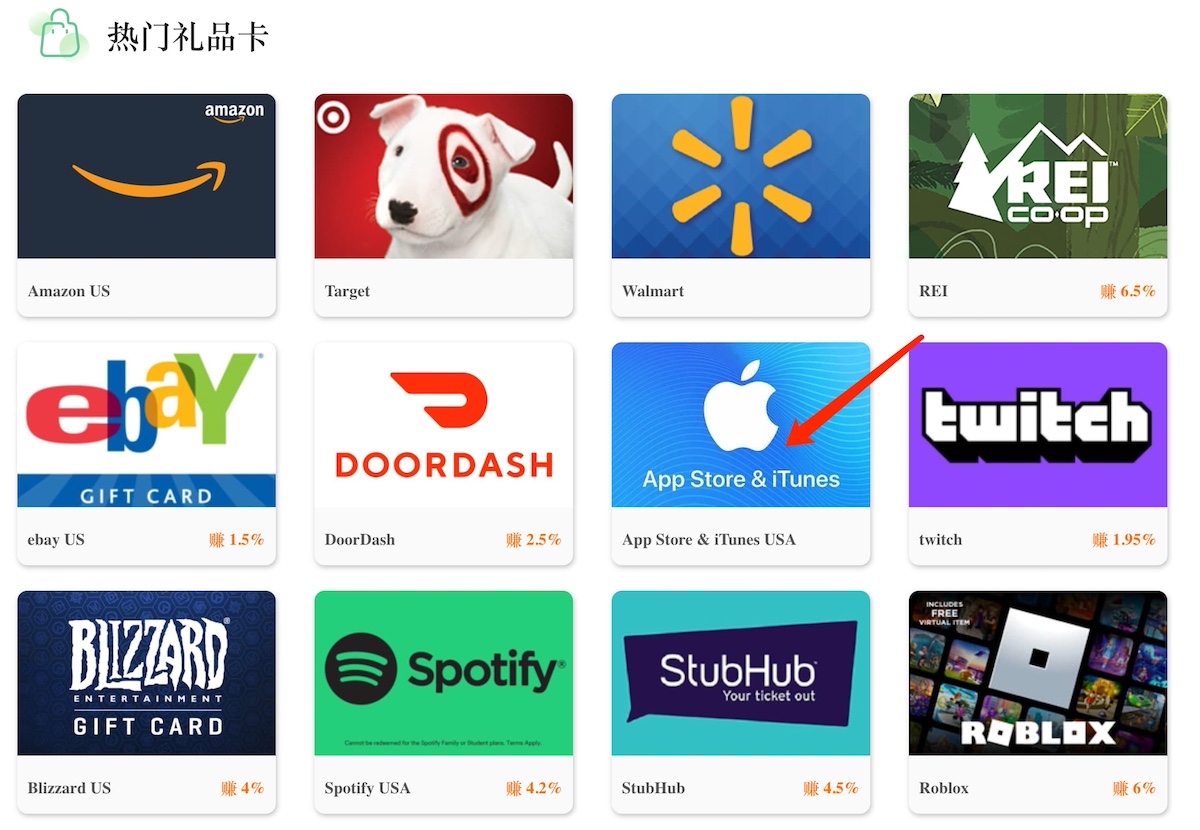 热门礼品卡
amazon
Amazon US
Target
Walmart
REI™
co·op
REI 赚 6.5%
ebay®
GIFT CARD
ebay US 赚 1.5%
DOORDASH
DoorDash 赚 2.5%
App Store & iTunes
App Store & iTunes USA
twitch
twitch 赚 1.95%
BLIZZARD®
ENTERTAINMENT
GIFT CARD
Blizzard US 赚 4%
Spotify®
Cannot be redeemed for the Spotify Family or Student plans. Terms Apply.
Spotify USA 赚 4.2%
StubHub™
Your ticket out
StubHub 赚 4.5%
INCLUDES
FREE
VIRTUAL ITEM
ROBLOX
Roblox 赚 6%